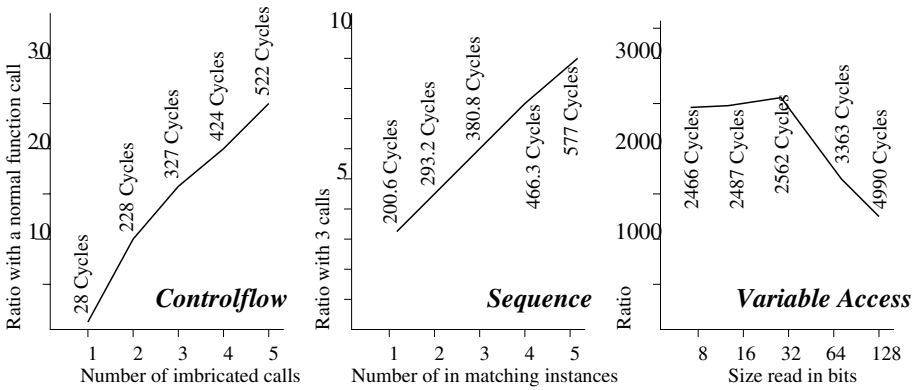 Ratio with a normal function call
30
20
10
28 Cycles
228 Cycles
327 Cycles
424 Cycles
522 Cycles
Controlflow
1 2 3 4 5
Number of imbricated calls
Ratio with 3 calls
10
5
200.6 Cycles
293.2 Cycles
380.8 Cycles
466.3 Cycles
577 Cycles
Sequence
1 2 3 4 5
Number of in matching instances
Ratio
3000
2000
1000
2466 Cycles
2487 Cycles
2562 Cycles
3363 Cycles
4990 Cycles
Variable Access
8 16 32 64 128
Size read in bits